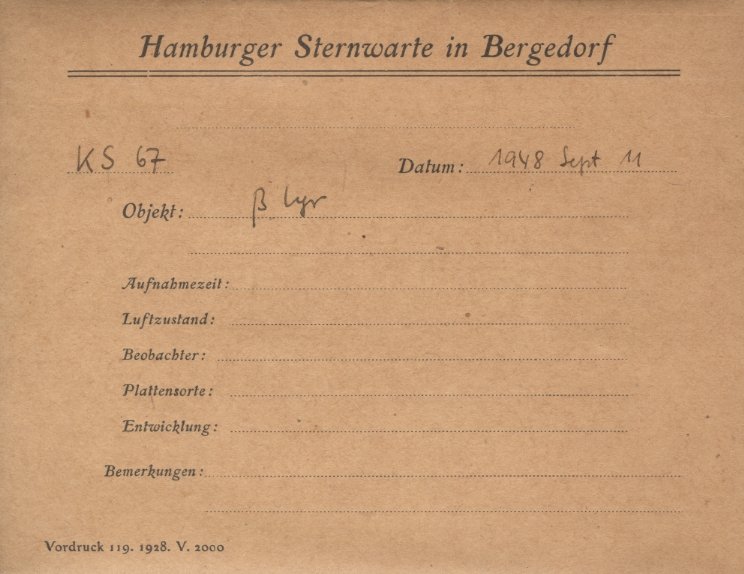 Hamburger Sternwarte in Bergedorf
KS 67 Datum: 1948 Sept 11
Objekt: β Lyr
Aufnahmezeit:
Luftzustand:
Beobachter:
Plattensorte:
Entwicklung:
Bemerkungen:
Vordruck 119. 1928. V. 2000